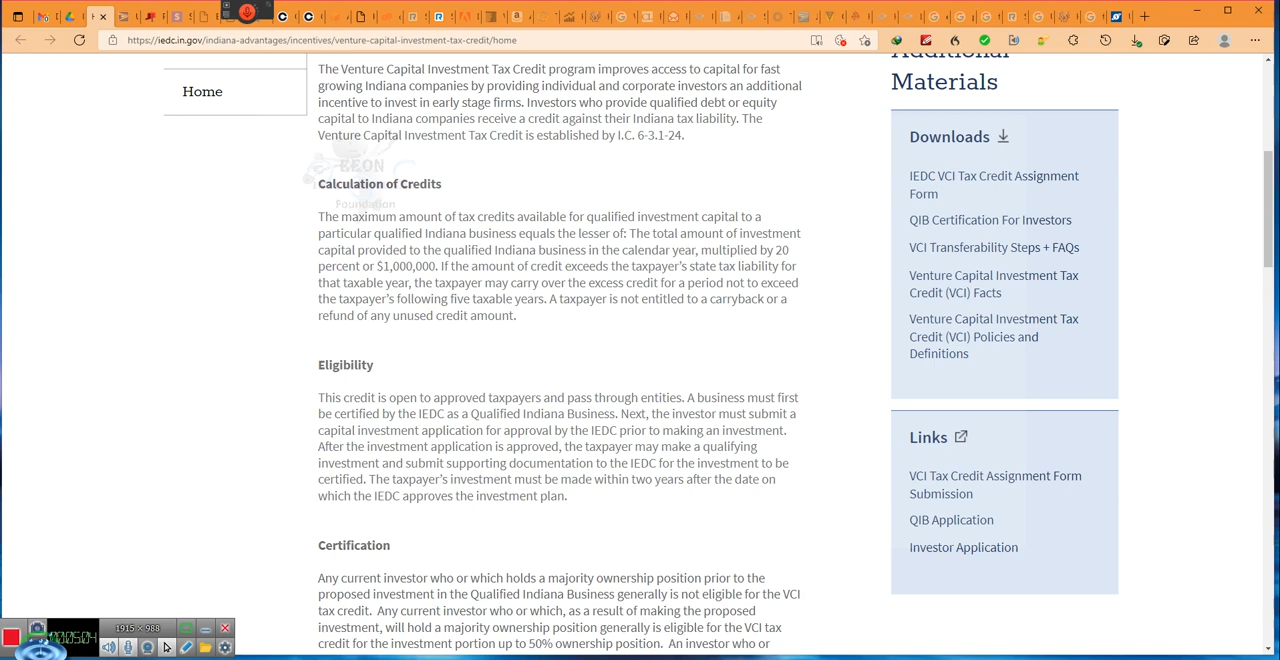 https://iedc.in.gov/indiana-advantages/incentives/venture-capital-investment-tax-credit/home
Home
The Venture Capital Investment Tax Credit program improves access to capital for fast
growing Indiana companies by providing individual and corporate investors an additional
incentive to invest in early stage firms. Investors who provide qualified debt or equity
capital to Indiana companies receive a credit against their Indiana tax liability. The
Venture Capital Investment Tax Credit is established by I.C. 6-3.1-24.
EEON
Foundation
Calculation of Credits
The maximum amount of tax credits available for qualified investment capital to a
particular qualified Indiana business equals the lesser of: The total amount of investment
capital provided to the qualified Indiana business in the calendar year, multiplied by 20
percent or $1,000,000. If the amount of credit exceeds the taxpayer's state tax liability for
that taxable year, the taxpayer may carry over the excess credit for a period not to exceed
the taxpayer's following five taxable years. A taxpayer is not entitled to a carryback or a
refund of any unused credit amount.
Eligibility
This credit is open to approved taxpayers and pass through entities. A business must first
be certified by the IEDC as a Qualified Indiana Business. Next, the investor must submit a
capital investment application for approval by the IEDC prior to making an investment.
After the investment application is approved, the taxpayer may make a qualifying
investment and submit supporting documentation to the IEDC for the investment to be
certified. The taxpayer's investment must be made within two years after the date on
which the IEDC approves the investment plan.
Certification
Any current investor who or which holds a majority ownership position prior to the
proposed investment in the Qualified Indiana Business generally is not eligible for the VCI
tax credit. Any current investor who or which, as a result of making the proposed
investment, will hold a majority ownership position generally is eligible for the VCI tax
credit for the investment portion up to 50% ownership position. An investor who or
Additional
Materials
Downloads
IEDC VCI Tax Credit Assignment
Form
QIB Certification For Investors
VCI Transferability Steps + FAQs
Venture Capital Investment Tax
Credit (VCI) Facts
Venture Capital Investment Tax
Credit (VCI) Policies and
Definitions
Links
VCI Tax Credit Assignment Form
Submission
QIB Application
Investor Application
1915 x 988